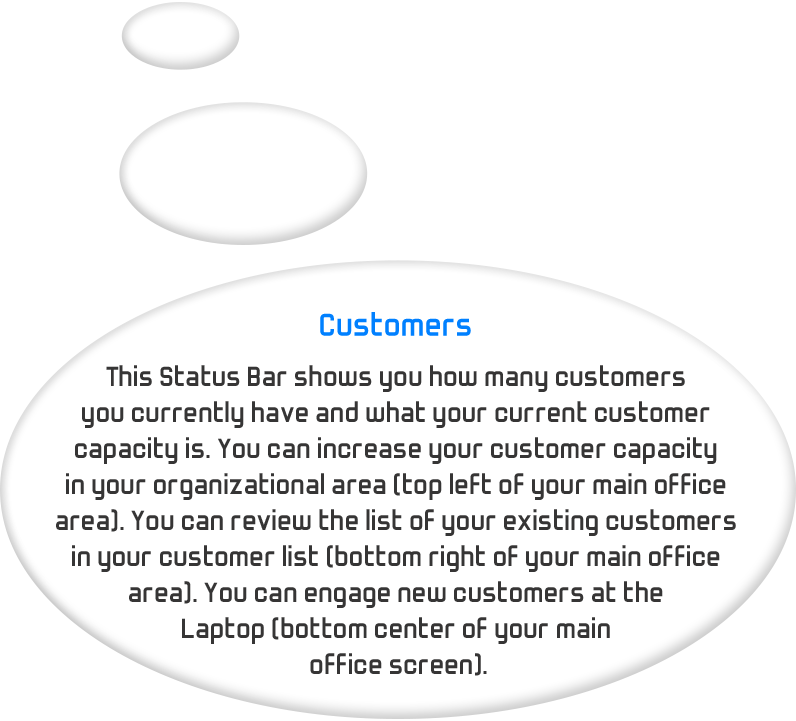 Customers
This Status Bar shows you how many customers
you currently have and what your current customer
capacity is. You can increase your customer capacity
in your organizational area (top left of your main office
area). You can review the list of your existing customers
in your customer list (bottom right of your main office
area). You can engage new customers at the
Laptop (bottom center of your main
office screen).